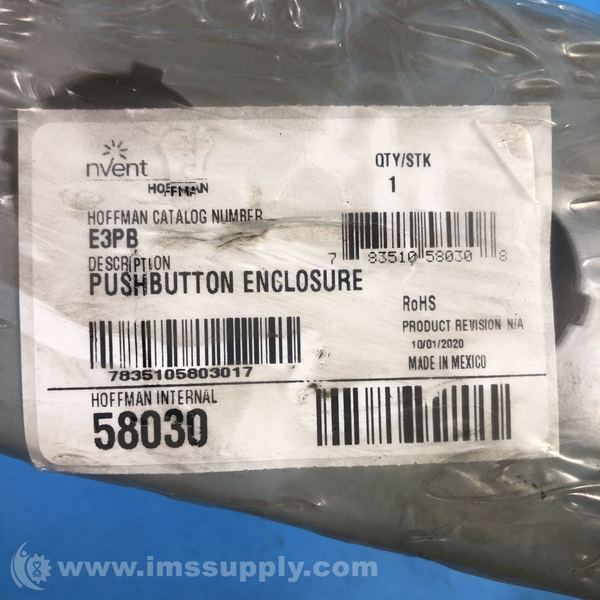 nvent
HOFFMAN
QTY/STK
1
HOFFMAN CATALOG NUMBER
E3PB
7 83510 58030 8
DESCRIPTION
PUSHBUTTON ENCLOSURE
RoHS
PRODUCT REVISION N/A
10/01/2020
MADE IN MEXICO
7835105803017
HOFFMAN INTERNAL
58030
www.imssupply.com